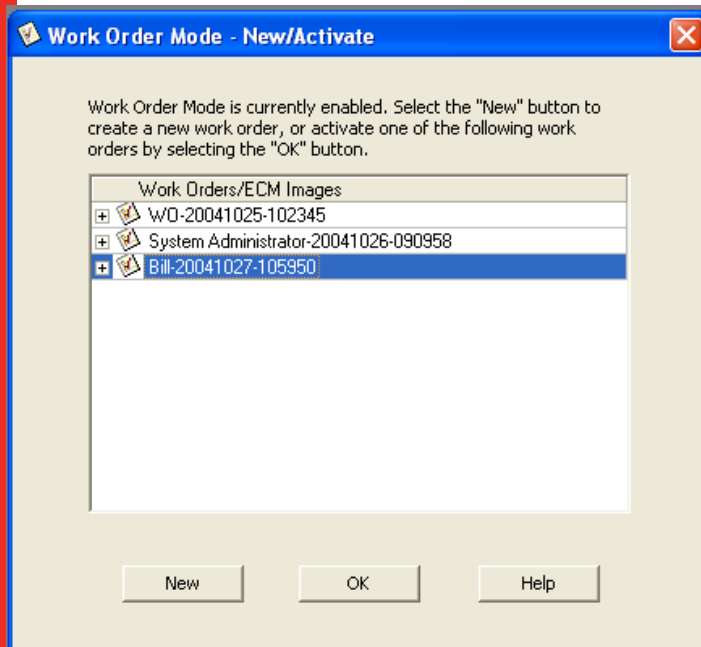 Work Order Mode - New/Activate
Work Order Mode is currently enabled. Select the "New" button to
create a new work order, or activate one of the following work
orders by selecting the "OK" button.
Work Orders/ECM Images
WO-20041025-102345
System Administrator-20041026-090958
Bill-20041027-105950
New OK Help